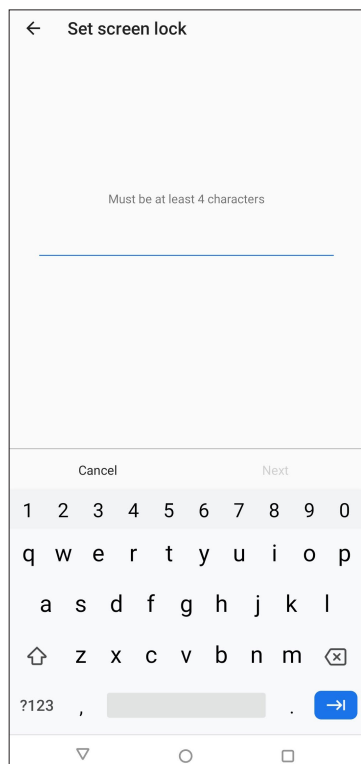 Set screen lock
Must be at least 4 characters
Cancel Next
1 2 3 4 5 6 7 8 9 0
q w e r t y u i o p
a s d f g h j k l
z x c v b n m
?123 , .